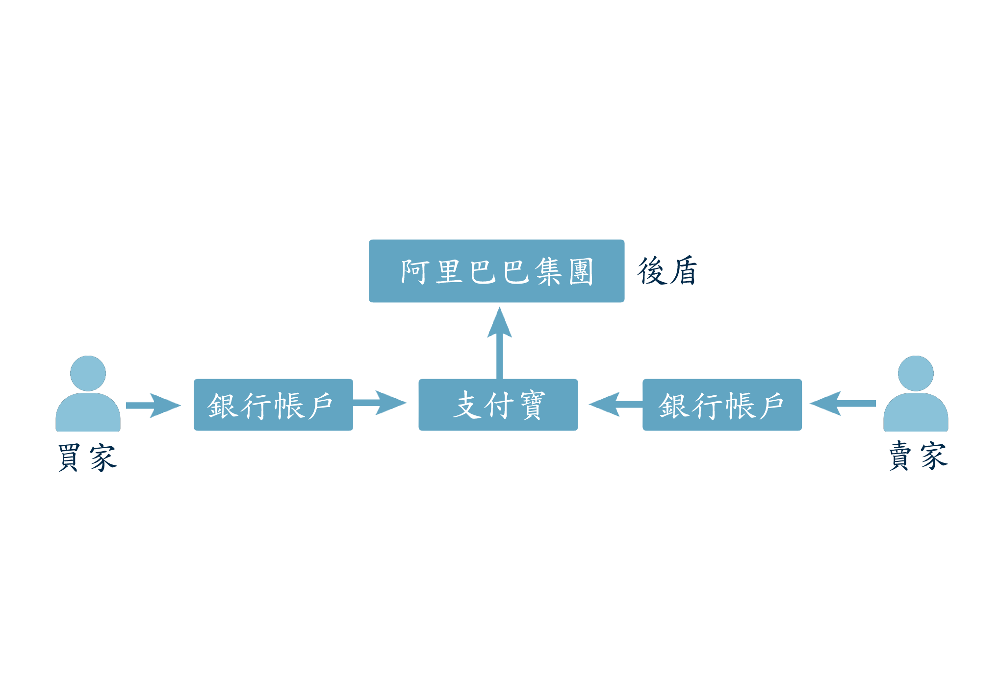 阿里巴巴集團
後盾
銀行帳戶
支付寶
銀行帳戶
買家
賣家